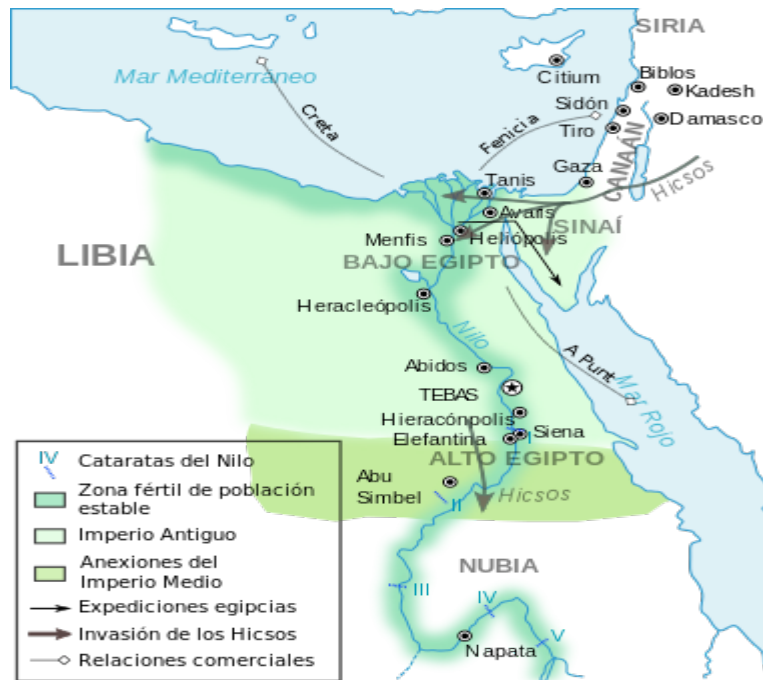 SIRIA
Mar Mediterráneo
Citium
Biblos
Kadesh
Creta
Fenicia
Sidón
Damasco
Tiro
CANAÁN
Gaza
Hicsos
Tanis
Avaris
SINAÍ
Menfis
Heliópolis
LIBIA
BAJO EGIPTO
Heracleópolis
Nilo
Abidos
A Punt
TEBAS
Mar Rojo
Hieracónpolis
I
Siena
Elefantina
ALTO EGIPTO
Abu
Simbel
II
Hicsos
NUBIA
III
IV
V
Napata
IV
Cataratas del Nilo
Zona fértil de población
estable
Imperio Antiguo
Anexiones del
Imperio Medio
Expediciones egipcias
Invasión de los Hicsos
Relaciones comerciales